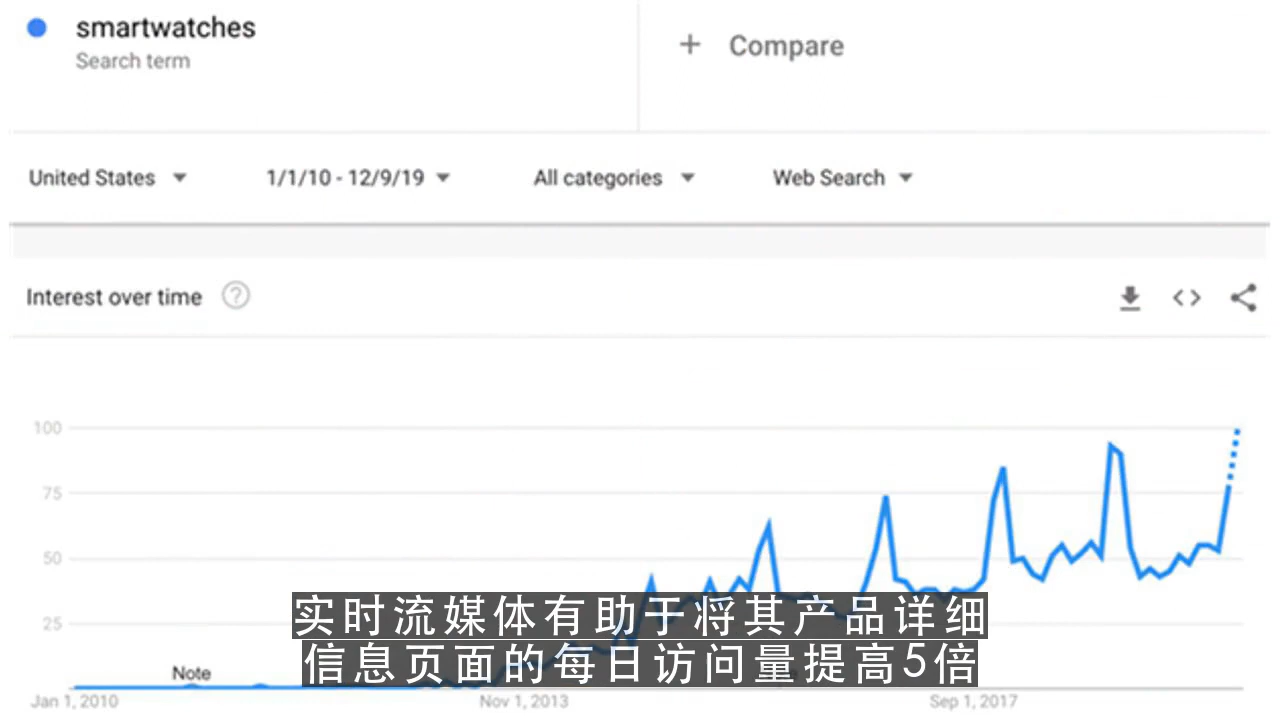 smartwatches
Search term
+ Compare
United States
1/1/10 - 12/9/19
All categories
Web Search
Interest over time
?
100
75
50
25
Note
实时流媒体有助于将其产品详细
信息页面的每日访问量提高5倍
Jan 1, 2010
Nov 1, 2013
Sep 1, 2017